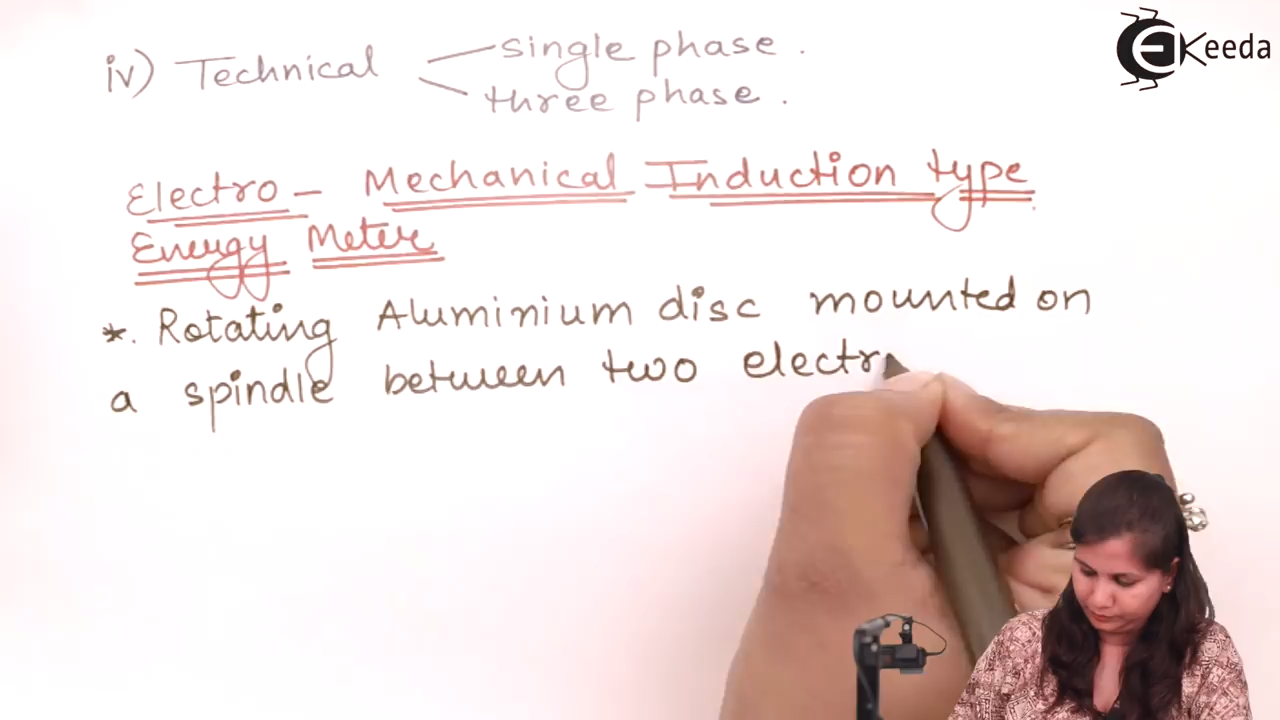 iv) Technical
single phase.
three phase.
Keeda
Electro - Mechanical Induction type
Energy Meter
*. Rotating Aluminium disc mounted on
a spindle between two electr